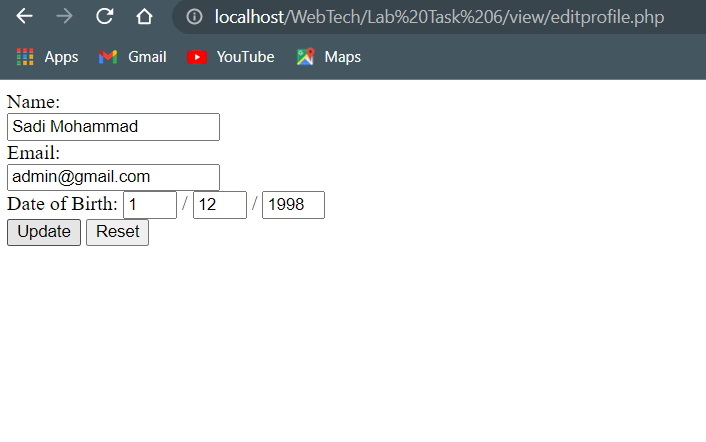 localhost/WebTech/Lab%20Task%206/view/editprofile.php
Apps Gmail YouTube Maps
Name:
Sadi Mohammad
Email:
admin@gmail.com
Date of Birth: 1 / 12 / 1998
Update Reset